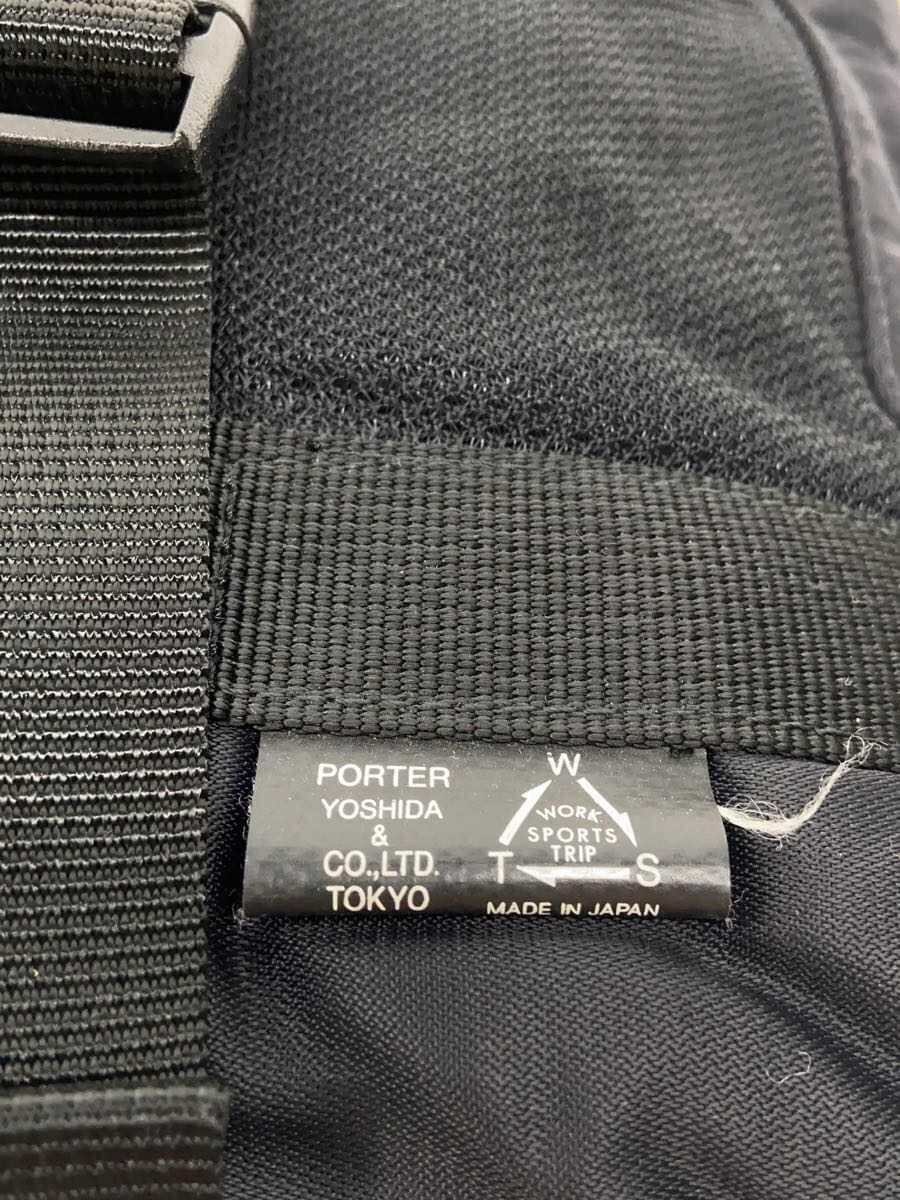 PORTER
YOSHIDA
&
CO.,LTD.
TOKYO
W
WORK
SPORTS
TRIP
T S
MADE IN JAPAN